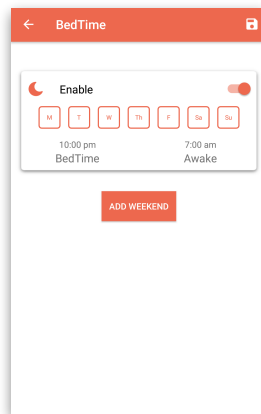 BedTime
Enable
M T W Th F Sa Su
10:00 pm 7:00 am
BedTime Awake
ADD WEEKEND